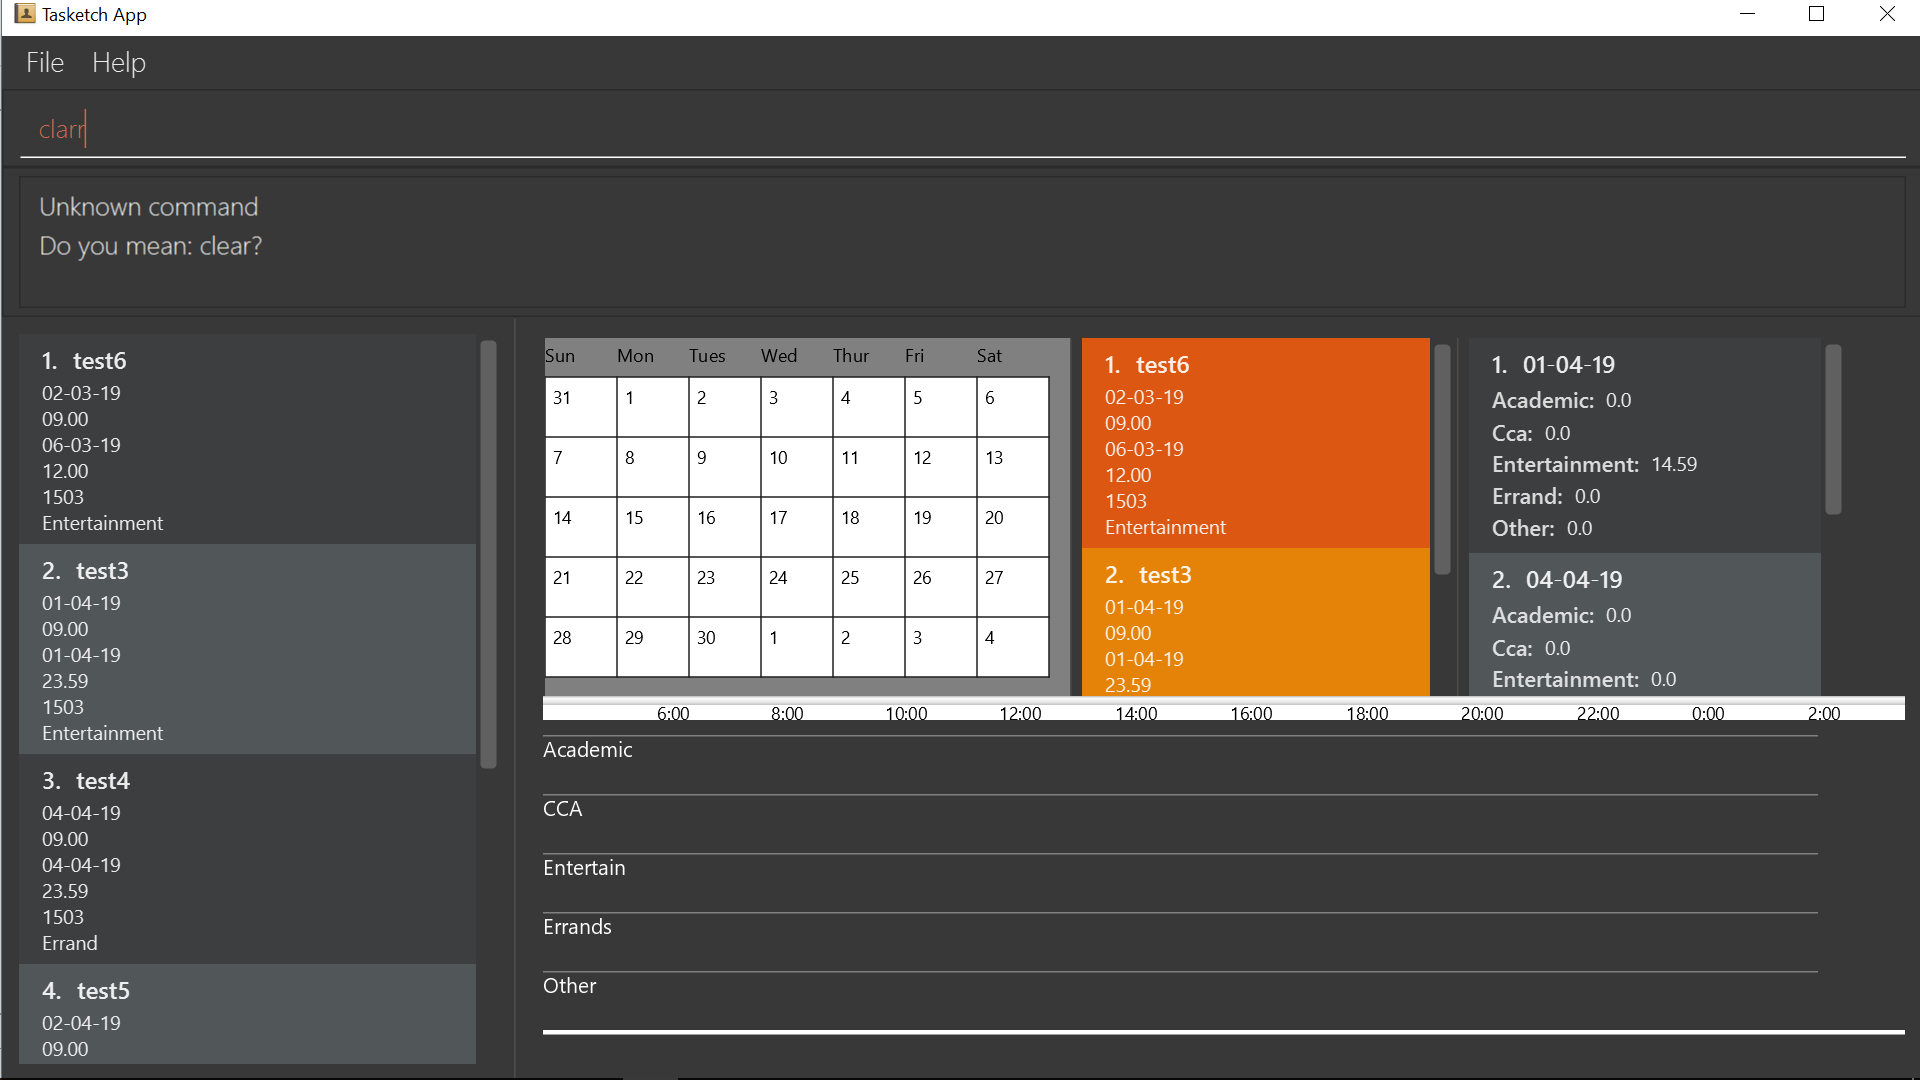 Tasketch App
File Help
clarr
Unknown command
Do you mean: clear?
1. test6
02-03-19
09.00
06-03-19
12.00
1503
Entertainment
2. test3
01-04-19
09.00
01-04-19
23.59
1503
Entertainment
3. test4
04-04-19
09.00
04-04-19
23.59
1503
Errand
4. test5
02-04-19
09.00
Sun Mon Tues Wed Thur Fri Sat
31 1 2 3 4 5 6
7 8 9 10 11 12 13
14 15 16 17 18 19 20
21 22 23 24 25 26 27
28 29 30 1 2 3 4
1. test6
02-03-19
09.00
06-03-19
12.00
1503
Entertainment
2. test3
01-04-19
09.00
01-04-19
23.59
1. 01-04-19
Academic: 0.0
Cca: 0.0
Entertainment: 14.59
Errand: 0.0
Other: 0.0
2. 04-04-19
Academic: 0.0
Cca: 0.0
Entertainment: 0.0
6:00 8:00 10:00 12:00 14:00 16:00 18:00 20:00 22:00 0:00 2:00
Academic
CCA
Entertain
Errands
Other